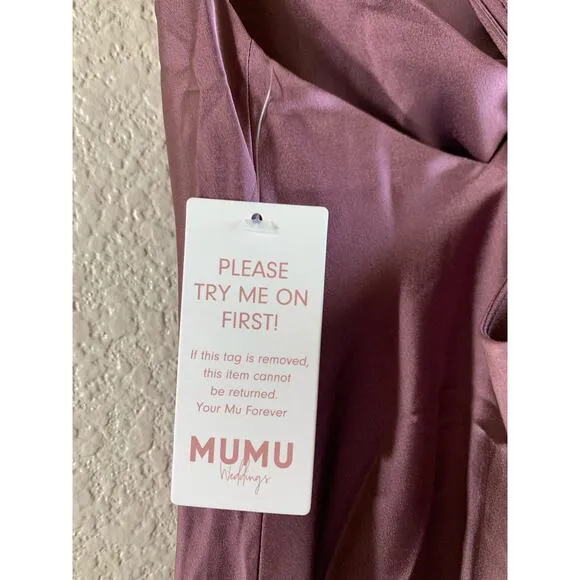 PLEASE
TRY ME ON
FIRST!
If this tag is removed,
this item cannot
be returned.
Your Mú Forever
MUMU
Weddings